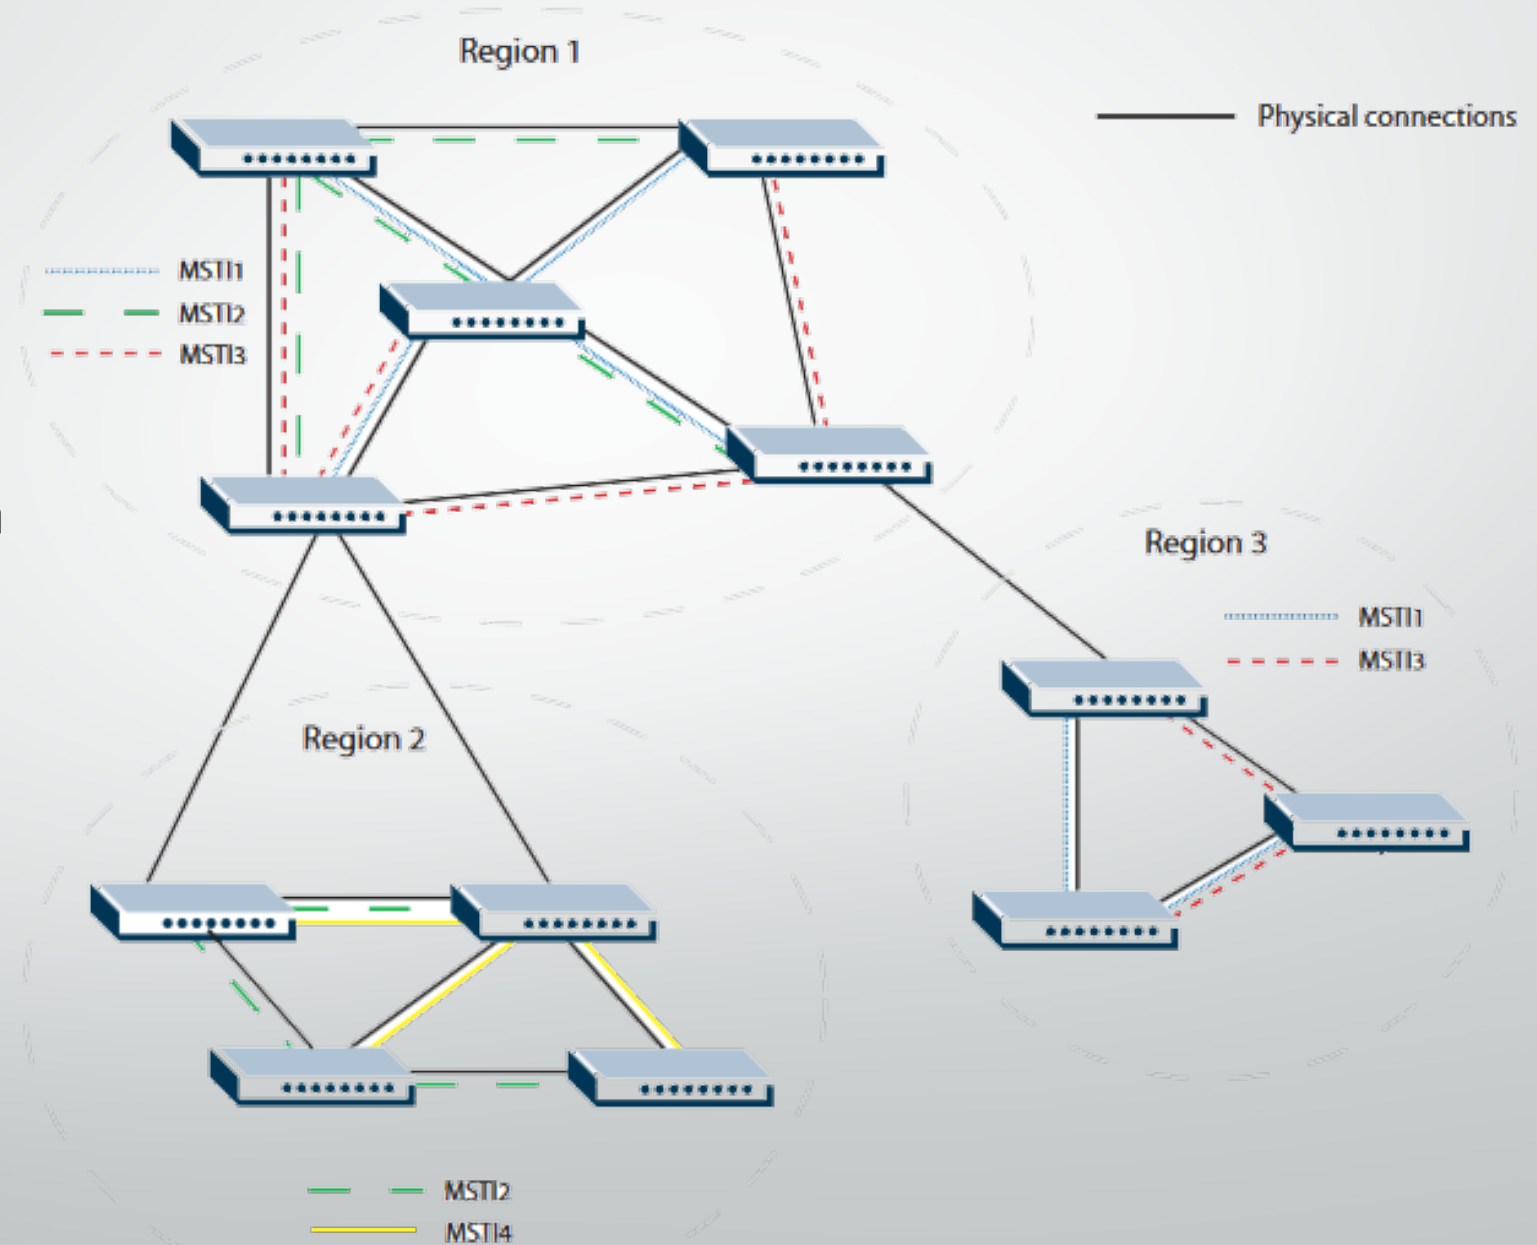 Region 1
Physical connections
MSTI1
MSTI2
MSTI3
Region 3
MSTI1
MSTI3
Region 2
MSTI2
MSTI4